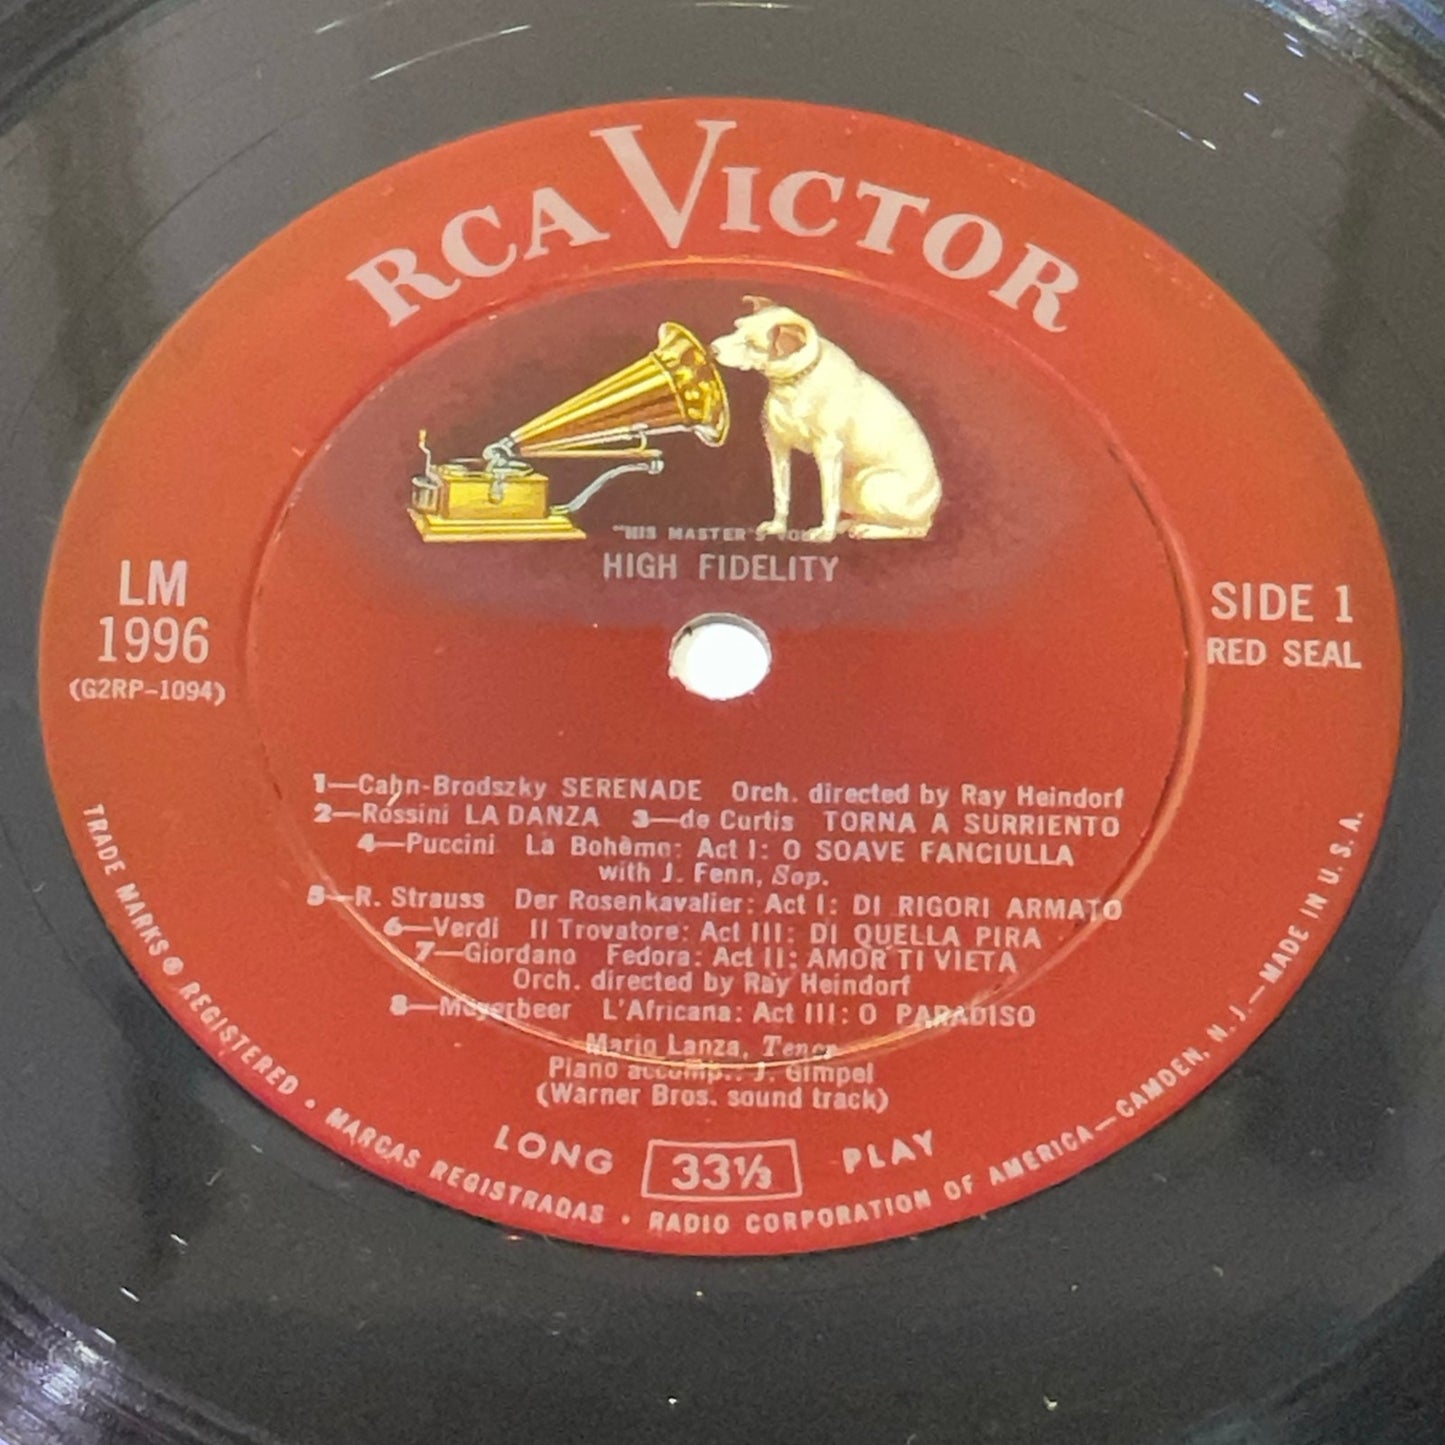 RCA VICTOR
"HIS MASTER'S VOICE"
HIGH FIDELITY
LM
1996
(G2RP-1094)
SIDE 1
RED SEAL
1—Cahn-Brodszky SERENADE Orch. directed by Ray Heindorf
2—Rossini LA DANZA 3—de Curtis TORNA A SURRIENTO
4—Puccini La Bohème: Act I: O SOAVE FANCIULLA
with J. Fenn, Sop.
5—R. Strauss Der Rosenkavalier: Act I: DI RIGORI ARMATO
6—Verdi Il Trovatore: Act III: DI QUELLA PIRA
7—Giordano Fedora: Act II: AMOR TI VIETA
Orch. directed by Ray Heindorf
8—Meyerbeer L'Africana: Act III: O PARADISO
Mario Lanza, Tenor
Piano accomp.: J. Gimpel
(Warner Bros. sound track)
LONG 33⅓ PLAY
TRADE MARKS ® REGISTERED • MARCAS REGISTRADAS • RADIO CORPORATION OF AMERICA—CAMDEN, N. J.—MADE IN U. S. A.